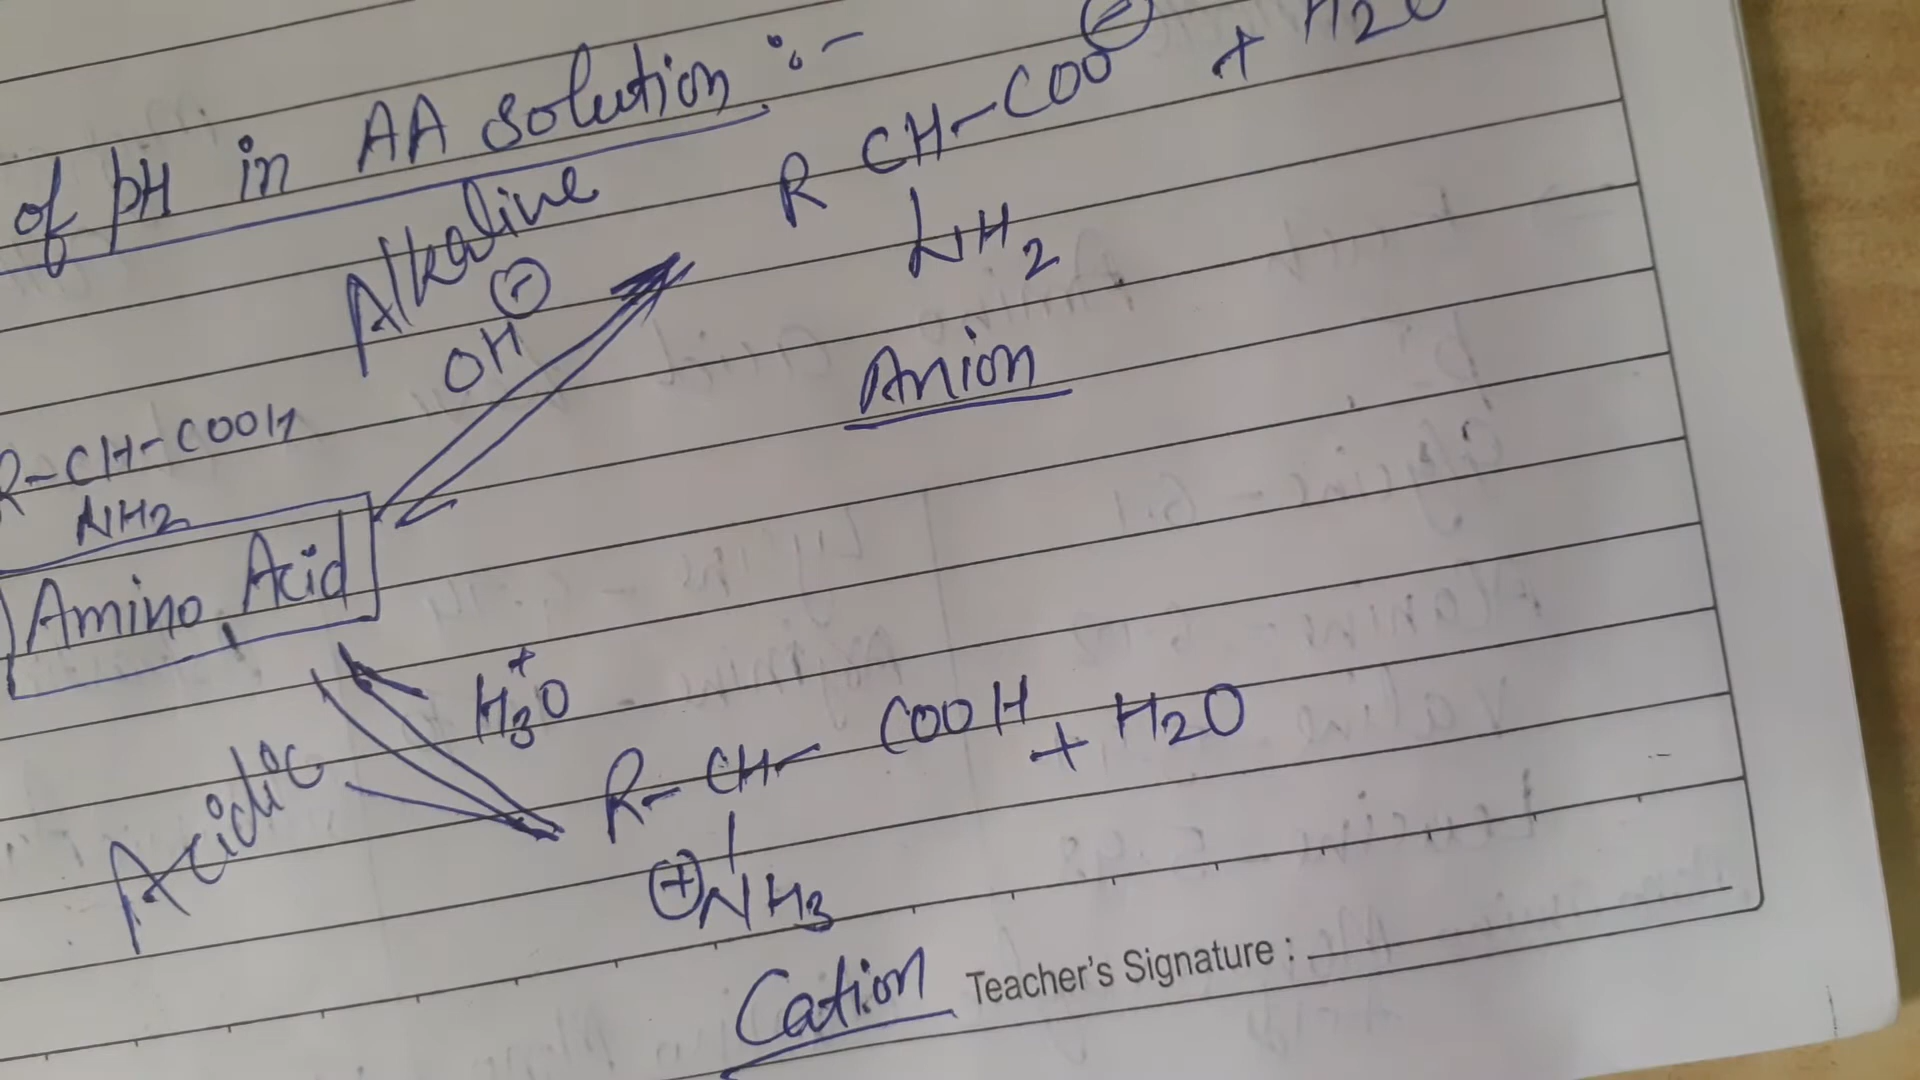 of pH in AA solution :-
R CH-COO⊖ + H2O
NH2
Anion
Alkaline
OH⊖
R-CH-COOH
NH2
Amino Acid
Acidic
H3O+
R-CH-COOH + H2O
⊕NH3
Cation
Teacher's Signature :